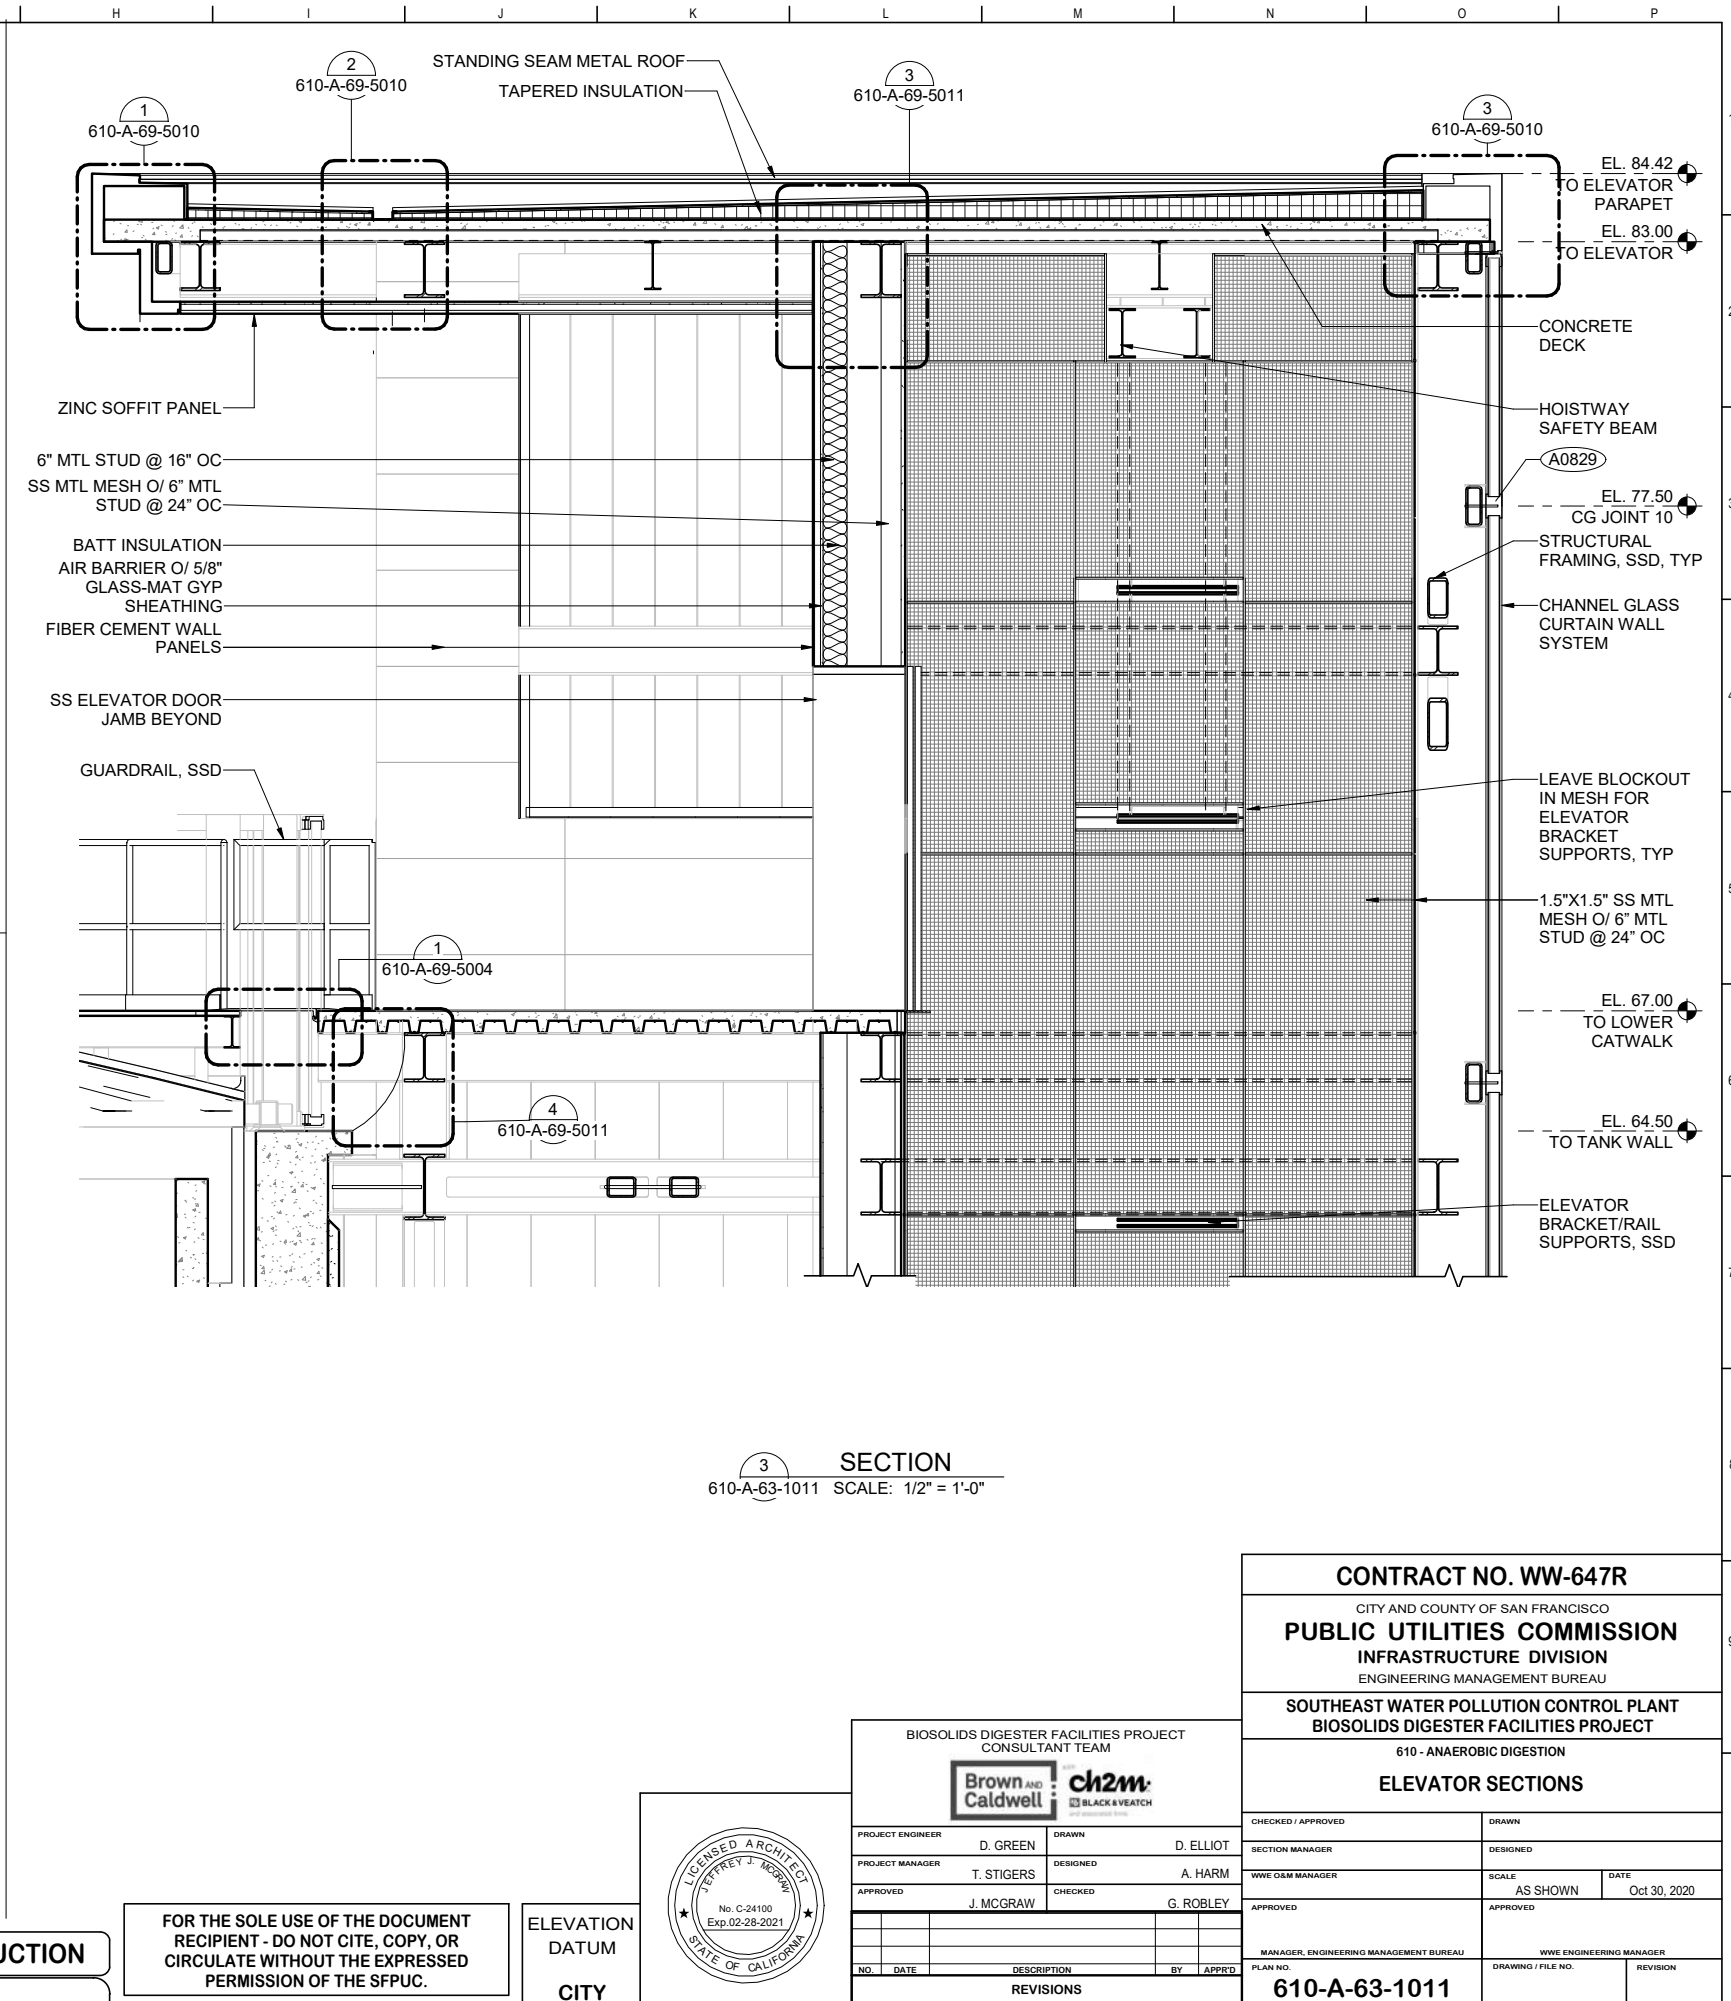 H I J K L M N O P
STANDING SEAM METAL ROOF
TAPERED INSULATION
1
610-A-69-5010
2
610-A-69-5010
3
610-A-69-5011
3
610-A-69-5010
EL. 84.42
TO ELEVATOR
PARAPET
EL. 83.00
TO ELEVATOR
CONCRETE
DECK
HOISTWAY
SAFETY BEAM
A0829
EL. 77.50
CG JOINT 10
STRUCTURAL
FRAMING, SSD, TYP
CHANNEL GLASS
CURTAIN WALL
SYSTEM
LEAVE BLOCKOUT
IN MESH FOR
ELEVATOR
BRACKET
SUPPORTS, TYP
1.5"X1.5" SS MTL
MESH O/ 6” MTL
STUD @ 24” OC
EL. 67.00
TO LOWER
CATWALK
EL. 64.50
TO TANK WALL
ELEVATOR
BRACKET/RAIL
SUPPORTS, SSD
ZINC SOFFIT PANEL
6" MTL STUD @ 16" OC
SS MTL MESH O/ 6” MTL
STUD @ 24” OC
BATT INSULATION
AIR BARRIER O/ 5/8"
GLASS-MAT GYP
SHEATHING
FIBER CEMENT WALL
PANELS
SS ELEVATOR DOOR
JAMB BEYOND
GUARDRAIL, SSD
1
610-A-69-5004
4
610-A-69-5011
3
610-A-63-1011
SECTION
SCALE: 1/2" = 1'-0"
CONTRACT NO. WW-647R
CITY AND COUNTY OF SAN FRANCISCO
PUBLIC UTILITIES COMMISSION
INFRASTRUCTURE DIVISION
ENGINEERING MANAGEMENT BUREAU
SOUTHEAST WATER POLLUTION CONTROL PLANT
BIOSOLIDS DIGESTER FACILITIES PROJECT
610 - ANAEROBIC DIGESTION
ELEVATOR SECTIONS
CHECKED / APPROVED
DRAWN
SECTION MANAGER
DESIGNED
WWE O&M MANAGER
SCALE
AS SHOWN
DATE
Oct 30, 2020
APPROVED
APPROVED
MANAGER, ENGINEERING MANAGEMENT BUREAU
WWE ENGINEERING MANAGER
PLAN NO.
610-A-63-1011
DRAWING / FILE NO.
REVISION
BIOSOLIDS DIGESTER FACILITIES PROJECT
CONSULTANT TEAM
Brown AND
Caldwell
ch2m
BLACK & VEATCH
PROJECT ENGINEER
D. GREEN
DRAWN
D. ELLIOT
PROJECT MANAGER
T. STIGERS
DESIGNED
A. HARM
APPROVED
J. MCGRAW
CHECKED
G. ROBLEY
NO. DATE DESCRIPTION BY APPR'D
REVISIONS
LICENSED ARCHITECT
JEFFREY J. MCGRAW
No. C-24100
Exp.02-28-2021
STATE OF CALIFORNIA
ELEVATION
DATUM
CITY
FOR THE SOLE USE OF THE DOCUMENT
RECIPIENT - DO NOT CITE, COPY, OR
CIRCULATE WITHOUT THE EXPRESSED
PERMISSION OF THE SFPUC.
UCTION